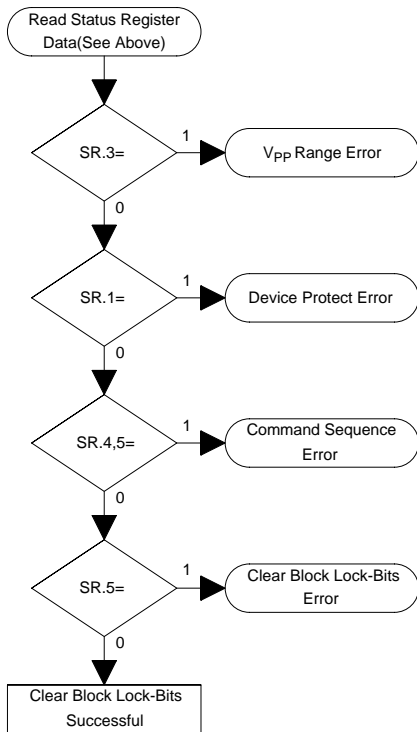 Read Status Register
Data(See Above)
SR.3=
1
VPP Range Error
0
SR.1=
1
Device Protect Error
0
SR.4,5=
1
Command Sequence
Error
0
SR.5=
1
Clear Block Lock-Bits
Error
0
Clear Block Lock-Bits
Successful